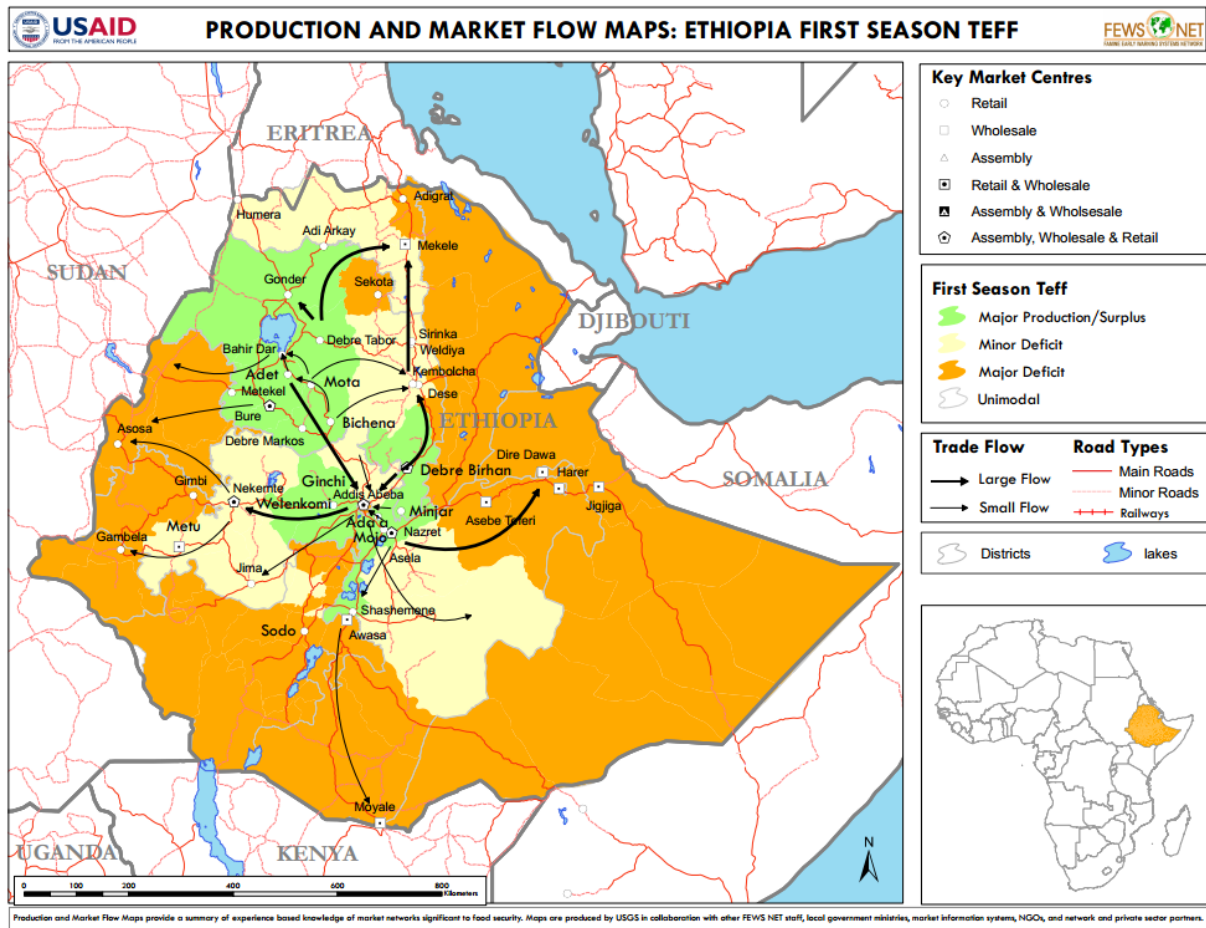 USAID
FROM THE AMERICAN PEOPLE
PRODUCTION AND MARKET FLOW MAPS: ETHIOPIA FIRST SEASON TEFF
FEWS NET
FAMINE EARLY WARNING SYSTEMS NETWORK
ERITREA
SUDAN
DJIBOUTI
ETHIOPIA
SOMALIA
UGANDA
KENYA
Adigrat
Humera
Adi Arkay
Mekele
Gonder
Sekota
Debre Tabor
Sirinka
Weldiya
Bahir Dar
Kembolcha
Adet
Mota
Metekel
Dese
Bure
Bichena
Asosa
Debre Markos
Dire Dawa
Harer
Debre Birhan
Ginchi
Gimbi
Nekemte
Addis Abeba
Jigjiga
Welenkomi
Minjar
Asebe Teferi
Metu
Ada'a
Gambela
Mojo
Nazret
Asela
Jima
Shashemene
Sodo
Awasa
Moyale
0 100 200 400 600 800
Kilometers
N
Key Market Centres
Retail
Wholesale
Assembly
Retail & Wholesale
Assembly & Wholsesale
Assembly, Wholesale & Retail
First Season Teff
Major Production/Surplus
Minor Deficit
Major Deficit
Unimodal
Trade Flow
Large Flow
Small Flow
Road Types
Main Roads
Minor Roads
Railways
Districts
lakes
Production and Market Flow Maps provide a summary of experience based knowledge of market networks significant to food security. Maps are produced by USGS in collaboration with other FEWS NET staff, local government ministries, market information systems, NGOs, and network and private sector partners.